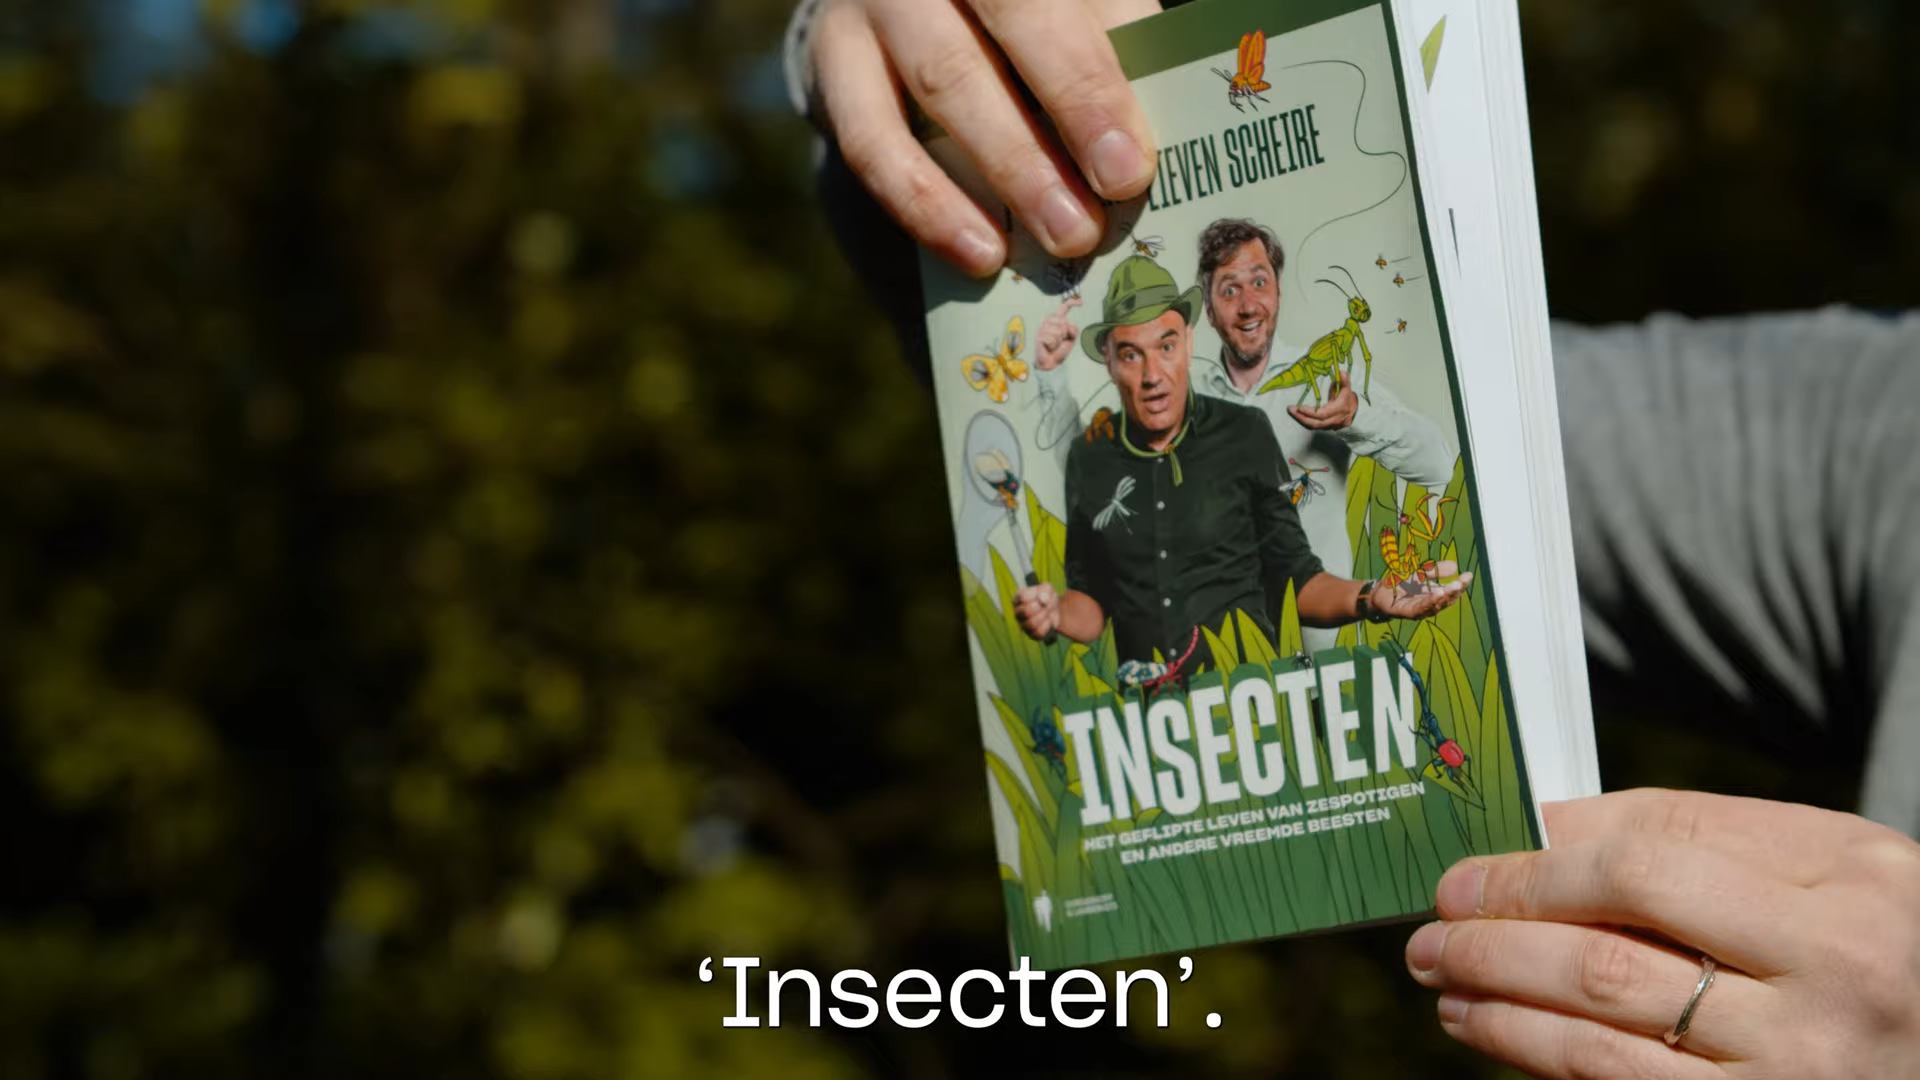 LIEVEN SCHEIRE
INSECTEN
HET GEFLIPTE LEVEN VAN ZESPOTIGEN
EN ANDERE VREEMDE BEESTEN
‘Insecten’.